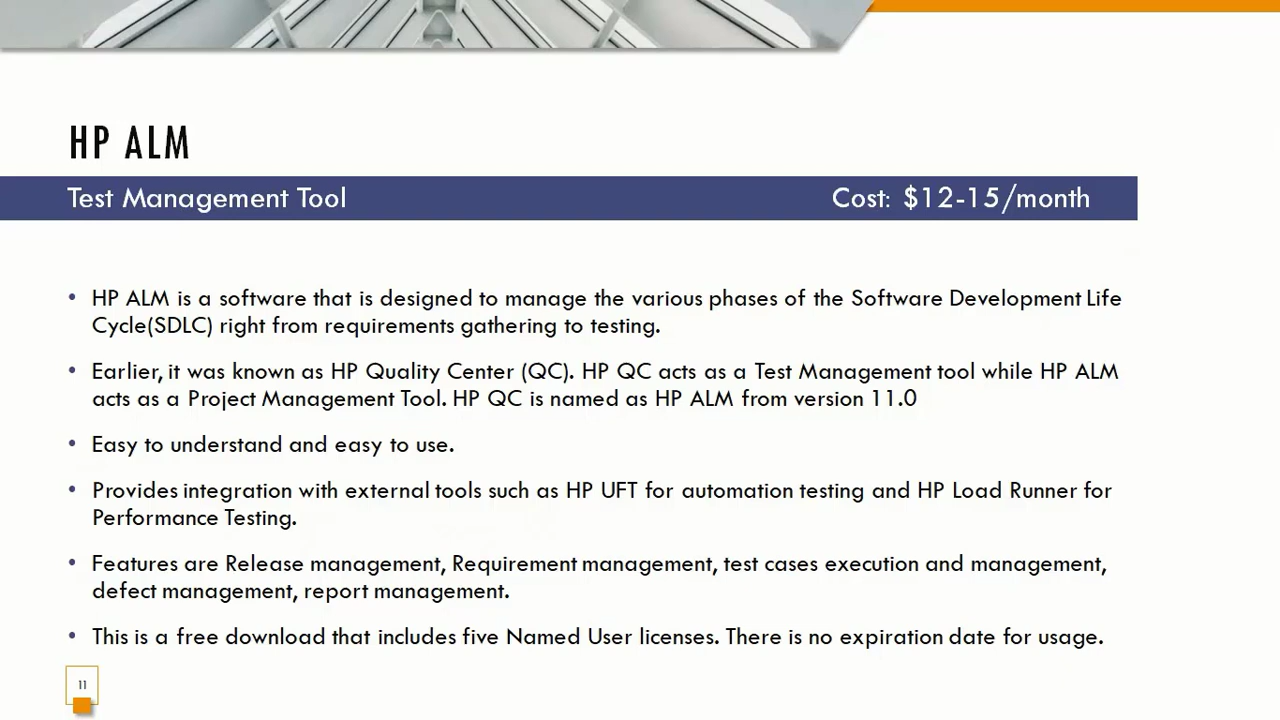 HP ALM
Test Management Tool
Cost: $12-15/month
• HP ALM is a software that is designed to manage the various phases of the Software Development Life
Cycle(SDLC) right from requirements gathering to testing.
• Earlier, it was known as HP Quality Center (QC). HP QC acts as a Test Management tool while HP ALM
acts as a Project Management Tool. HP QC is named as HP ALM from version 11.0
• Easy to understand and easy to use.
• Provides integration with external tools such as HP UFT for automation testing and HP Load Runner for
Performance Testing.
• Features are Release management, Requirement management, test cases execution and management,
defect management, report management.
• This is a free download that includes five Named User licenses. There is no expiration date for usage.
11